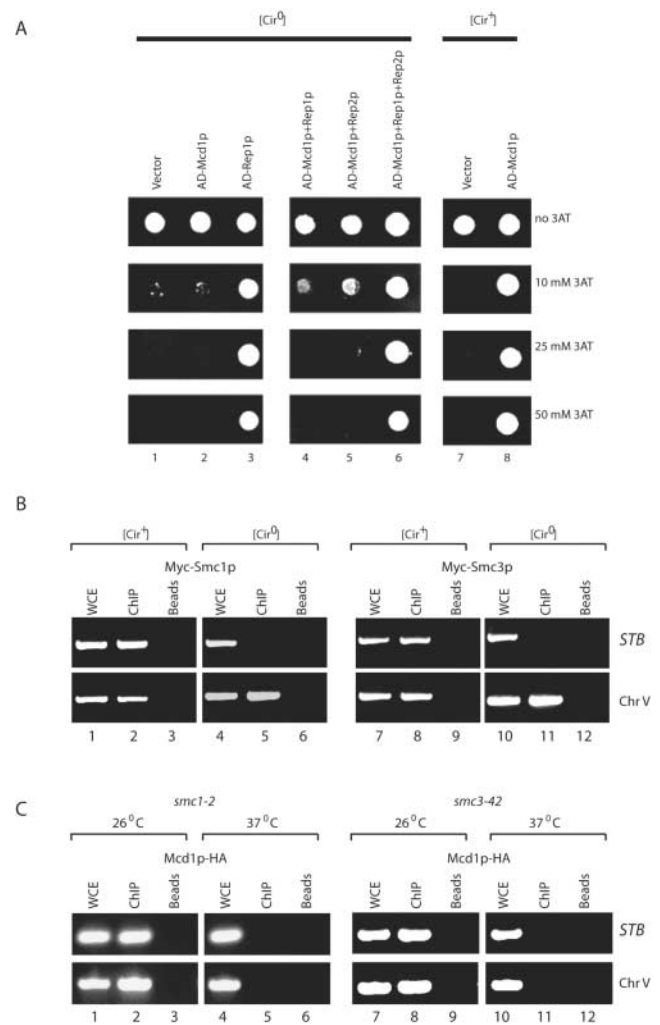 A
[Cir0]
[Cir+]
Vector
AD-Mcd1p
AD-Rep1p
AD-Mcd1p+Rep1p
AD-Mcd1p+Rep2p
AD-Mcd1p+Rep1p+Rep2p
Vector
AD-Mcd1p
no 3AT
10 mM 3AT
25 mM 3AT
50 mM 3AT
1 2 3 4 5 6 7 8
B
[Cir+] [Cir0] [Cir+] [Cir0]
Myc-Smc1p Myc-Smc3p
WCE ChIP Beads WCE ChIP Beads WCE ChIP Beads WCE ChIP Beads
STB
Chr V
1 2 3 4 5 6 7 8 9 10 11 12
C
smc1-2 smc3-42
26 0 C 37 0 C 26 0 C 37 0 C
Mcd1p-HA Mcd1p-HA
WCE ChIP Beads WCE ChIP Beads WCE ChIP Beads WCE ChIP Beads
STB
Chr V
1 2 3 4 5 6 7 8 9 10 11 12